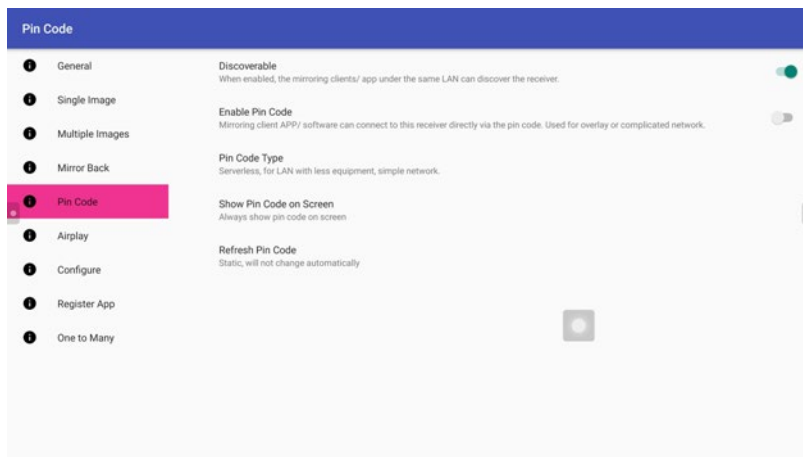 Pin Code
General
Single Image
Multiple Images
Mirror Back
Pin Code
Airplay
Configure
Register App
One to Many
Discoverable
When enabled, the mirroring clients/ app under the same LAN can discover the receiver.
Enable Pin Code
Mirroring client APP/ software can connect to this receiver directly via the pin code. Used for overlay or complicated network.
Pin Code Type
Serverless, for LAN with less equipment, simple network.
Show Pin Code on Screen
Always show pin code on screen
Refresh Pin Code
Static, will not change automatically